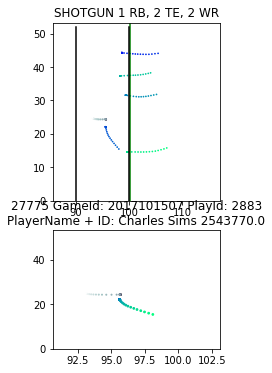 SHOTGUN 1 RB, 2 TE, 2 WR
50
40
30
20
10
0
90 100 110
27775 GameId: 2017101507 PlayId: 2883
PlayerName + ID: Charles Sims 2543770.0
40
20
0
92.5 95.0 97.5 100.0 102.5